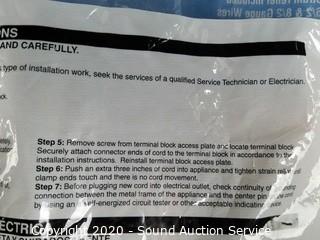 ONS
AND CAREFULLY.
type of installation work, seek the services of a qualified Service Technician or Electrician.
Step 5: Remove screw from terminal block access plate and locate terminal block.
Securely attach connector ends of cord to the terminal block in accordance to the
installation instructions. Reinstall terminal block access plate.
Step 6: Push an extra three inches of cord into appliance and tighten strain relief until
clamp ends touch and there is no cord movement.
Step 7: Before plugging new cord into electrical outlet, check continuity of
connection between the metal frame of the appliance and the center pin of
by using an self-energized circuit tester or other acceptable indicating
ELECTRI
Copyright 2020 - Sound Auction Service